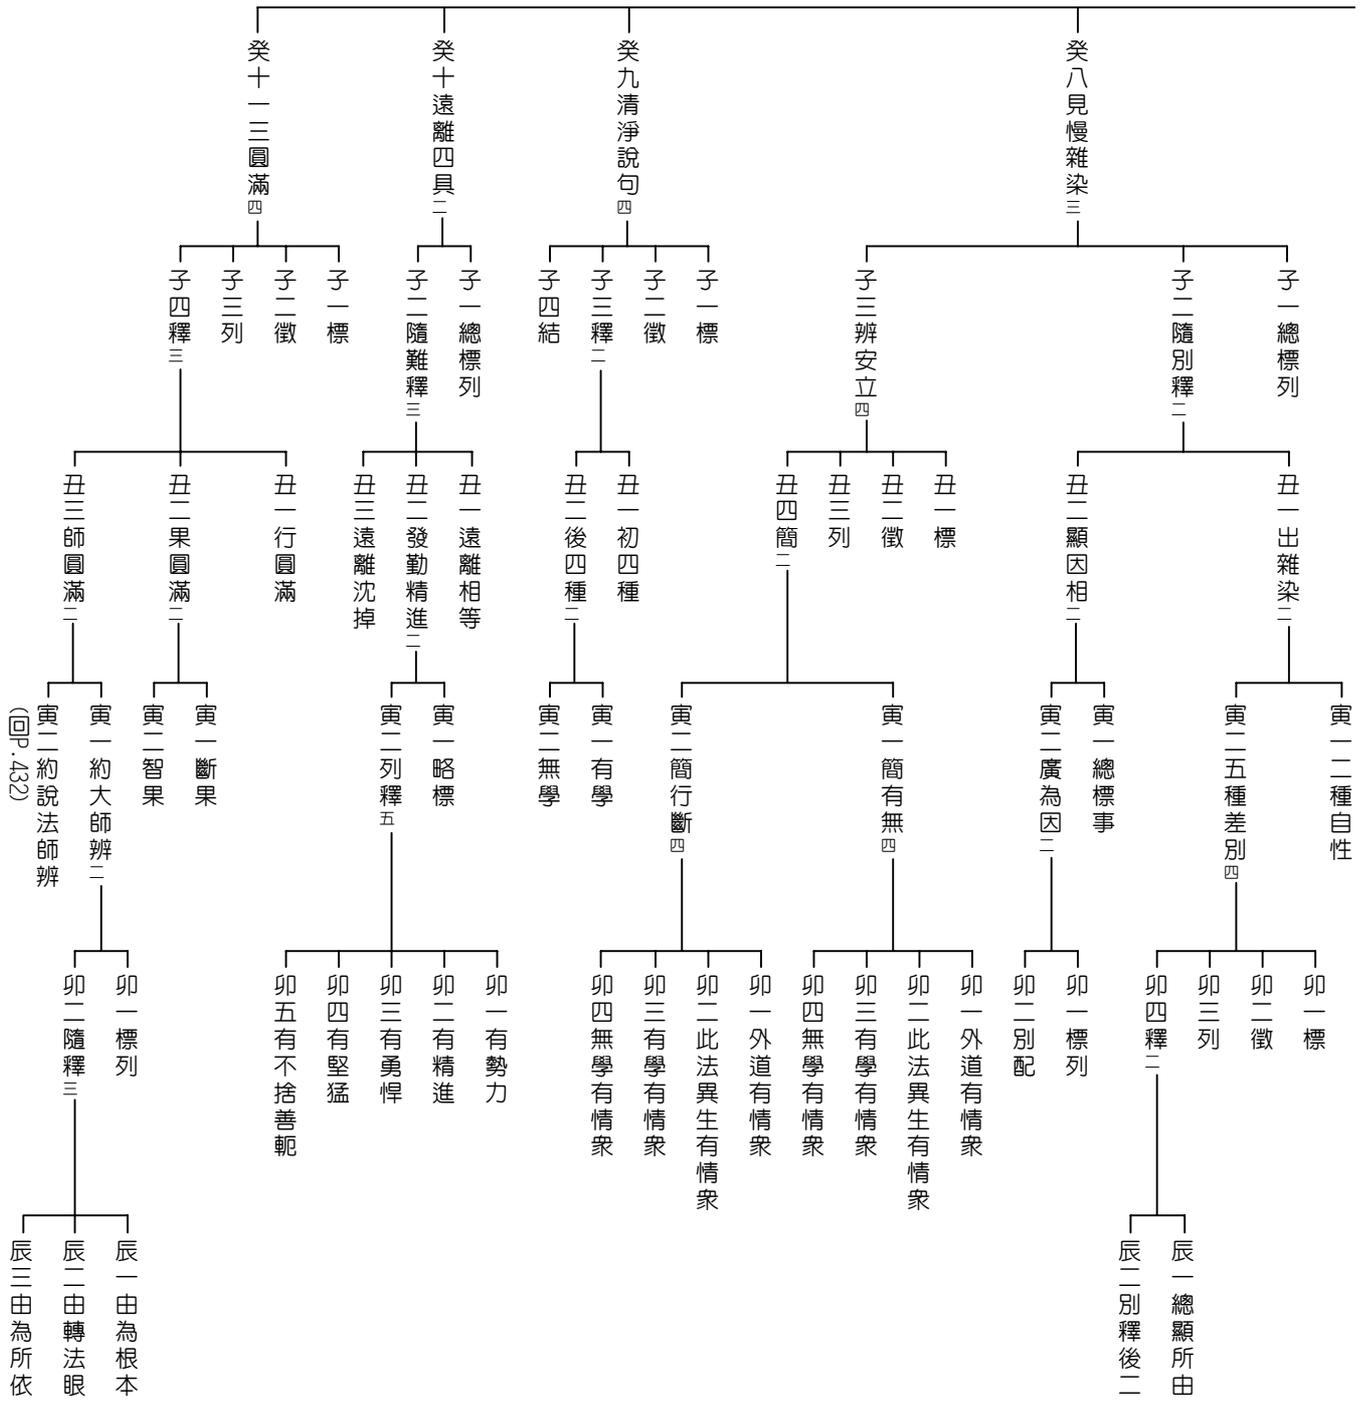 癸八見慢雜染三
癸九清淨說句四
癸十遠離四具二
癸十一三圓滿四
子一總標列
子二隨別釋二
子三辨安立四
子一標
子二徵
子三釋二
子四結
子一總標列
子二隨難釋三
子一標
子二徵
子三列
子四釋三
丑一出雜染二
丑二顯因相二
丑一標
丑二徵
丑三列
丑四簡二
丑一初四種
丑二後四種二
丑一遠離相等
丑二發勤精進二
丑三遠離沈掉
丑一行圓滿
丑二果圓滿二
丑三師圓滿二
寅一二種自性
寅二五種差別四
寅一總標事
寅二廣為因二
寅一簡有無四
寅二簡行斷四
寅一有學
寅二無學
寅一略標
寅二列釋五
寅一斷果
寅二智果
寅一約大師辨二
寅二約說法師辨
(回P.432)
卯一標
卯二徵
卯三列
卯四釋二
卯一標列
卯二別配
卯一外道有情眾
卯二此法異生有情眾
卯三有學有情眾
卯四無學有情眾
卯一外道有情眾
卯二此法異生有情眾
卯三有學有情眾
卯四無學有情眾
卯一有勢力
卯二有精進
卯三有勇悍
卯四有堅猛
卯五有不捨善軛
卯一標列
卯二隨釋三
辰一總顯所由
辰二別釋後二
辰一由為根本
辰二由轉法眼
辰三由為所依